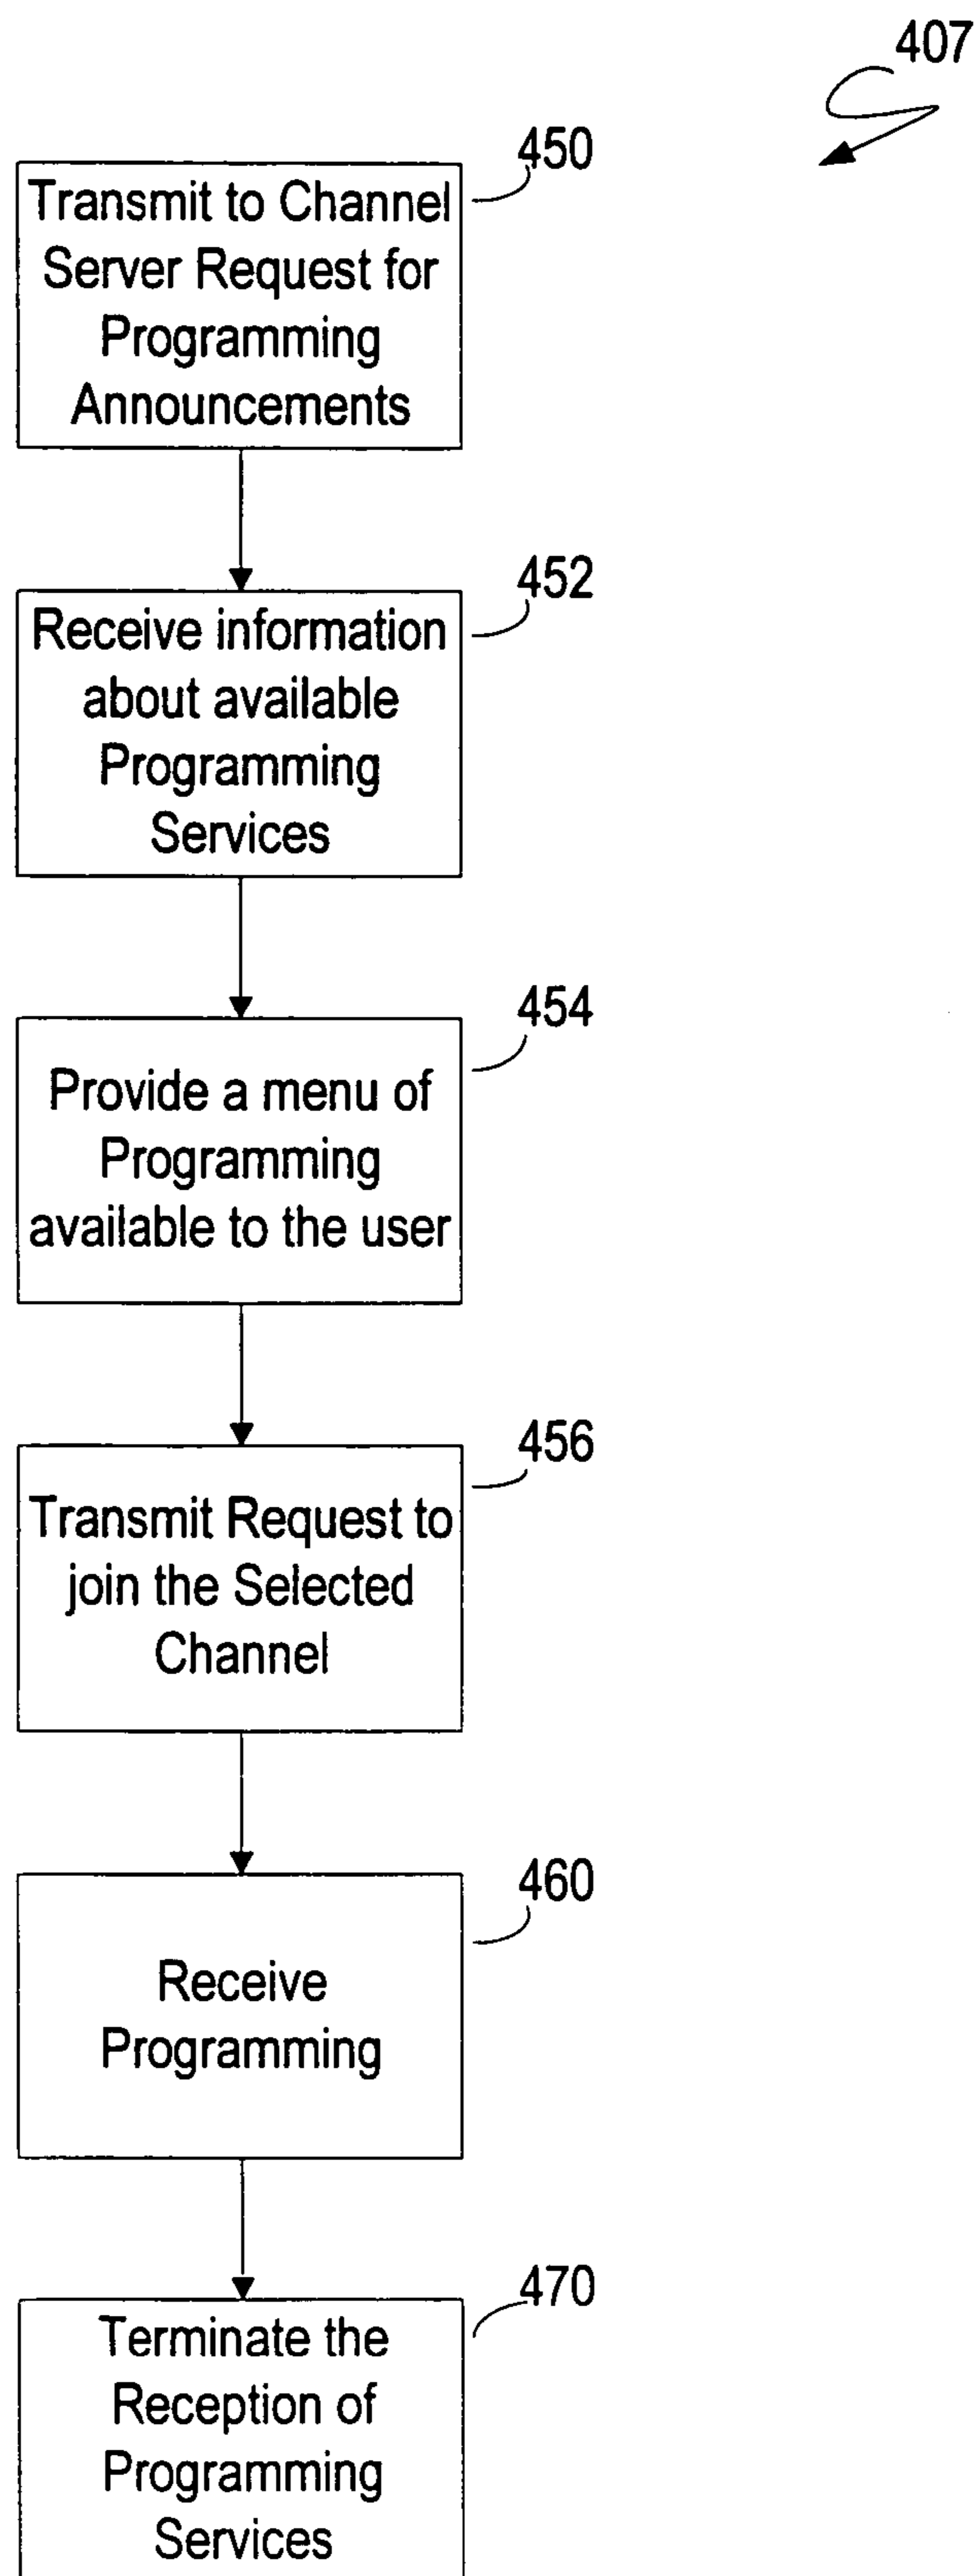 407
450
Transmit to Channel
Server Request for
Programming
Announcements
452
Receive information
about available
Programming
Services
454
Provide a menu of
Programming
available to the user
456
Transmit Request to
join the Selected
Channel
460
Receive
Programming
470
Terminate the
Reception of
Programming
Services